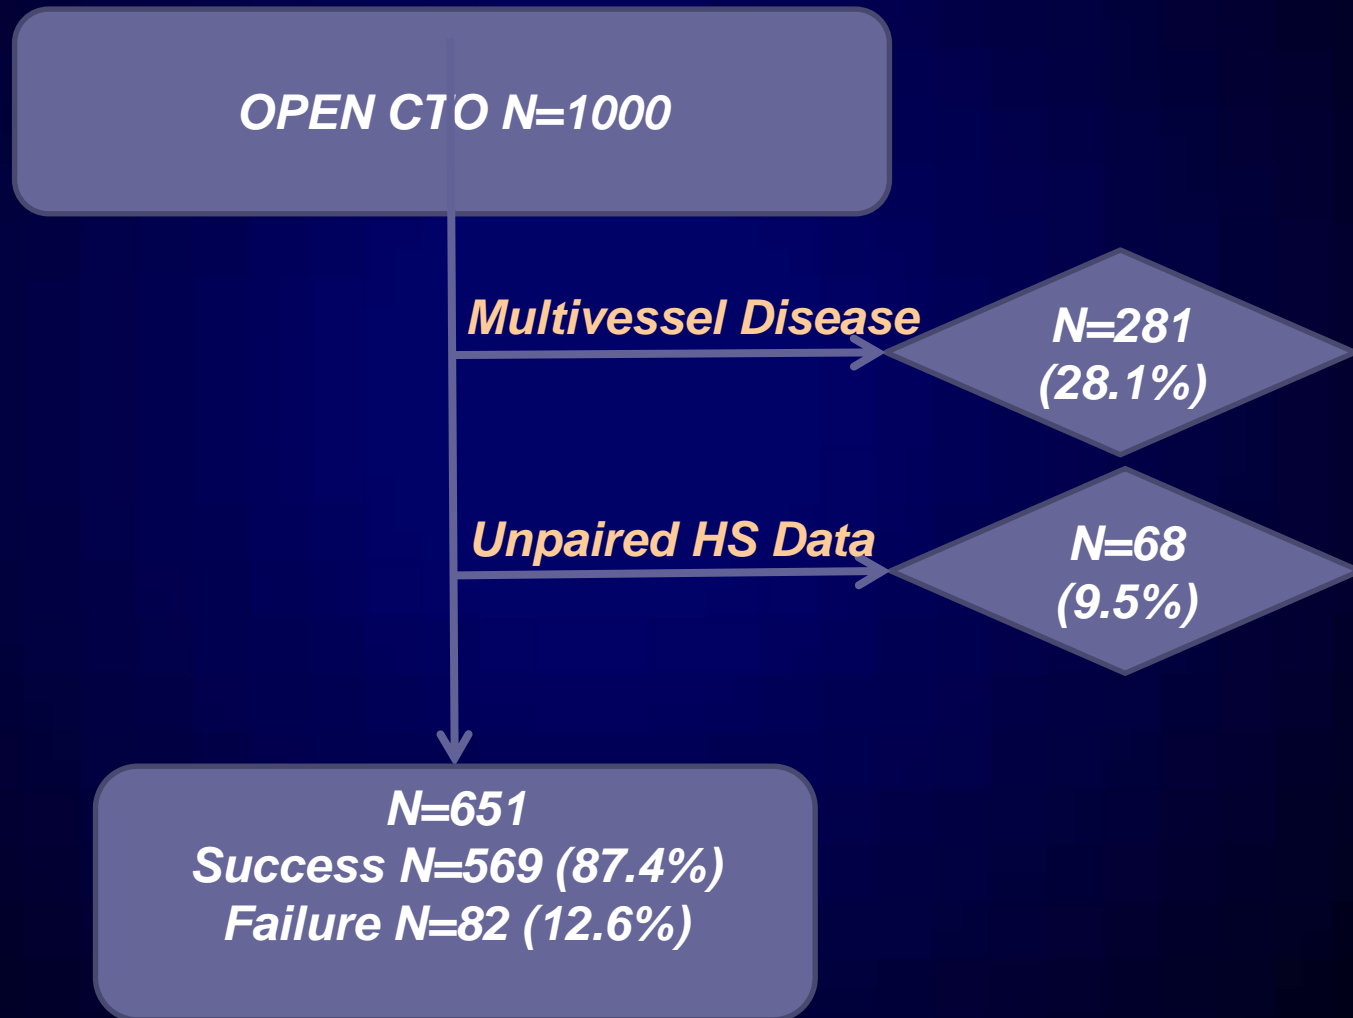 OPEN CTO N=1000
Multivessel Disease
N=281
(28.1%)
Unpaired HS Data
N=68
(9.5%)
N=651
Success N=569 (87.4%)
Failure N=82 (12.6%)